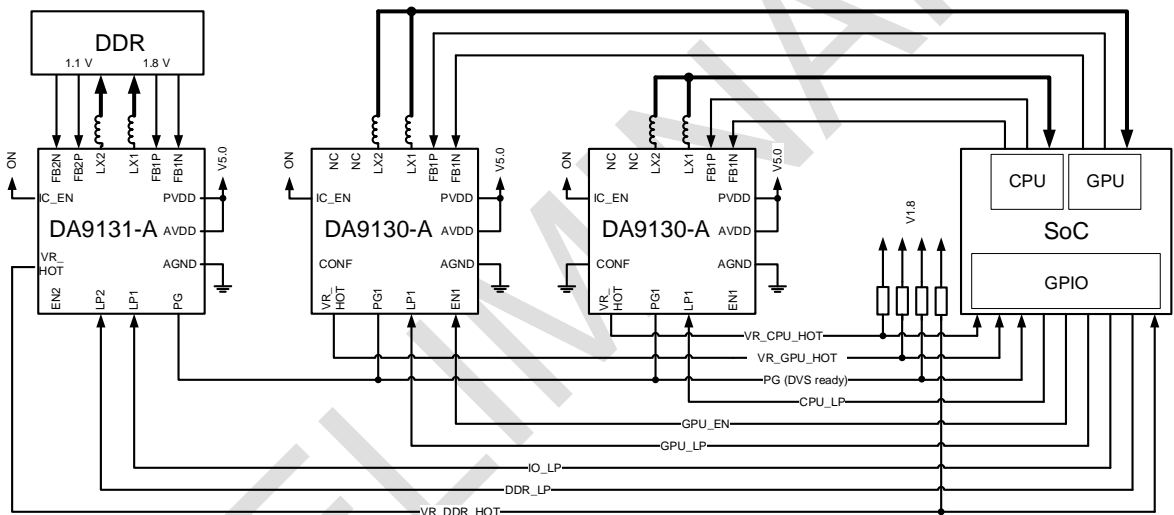 DDR
1.1 V 1.8 V
FB2N FB2P LX2 LX1 FB1P FB1N
ON
V5.0
IC_EN
PVDD
DA9131-A
AVDD
VR_
HOT
AGND
EN2 LP2 LP1 PG
NC NC LX2 LX1 FB1P FB1N
ON
V5.0
IC_EN
PVDD
DA9130-A
AVDD
CONF
AGND
VR_
HOT
PG1 LP1 EN1
NC NC LX2 LX1 FB1P FB1N
ON
V5.0
IC_EN
PVDD
DA9130-A
AVDD
CONF
AGND
VR_
HOT
PG1 LP1 EN1
V1.8
CPU GPU
SoC
GPIO
VR_CPU_HOT
VR_GPU_HOT
PG (DVS ready)
CPU_LP
GPU_EN
GPU_LP
IO_LP
DDR_LP
VR_DDR_HOT
ELIMINA